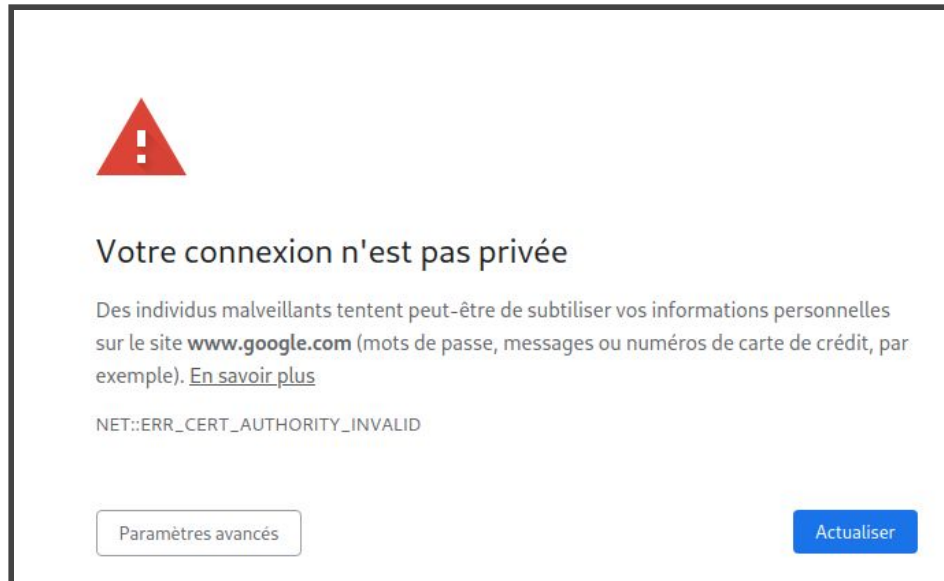 Votre connexion n'est pas privée
Des individus malveillants tentent peut-être de subtiliser vos informations personnelles
sur le site www.google.com (mots de passe, messages ou numéros de carte de crédit, par
exemple). En savoir plus
NET::ERR_CERT_AUTHORITY_INVALID
Paramètres avancés
Actualiser